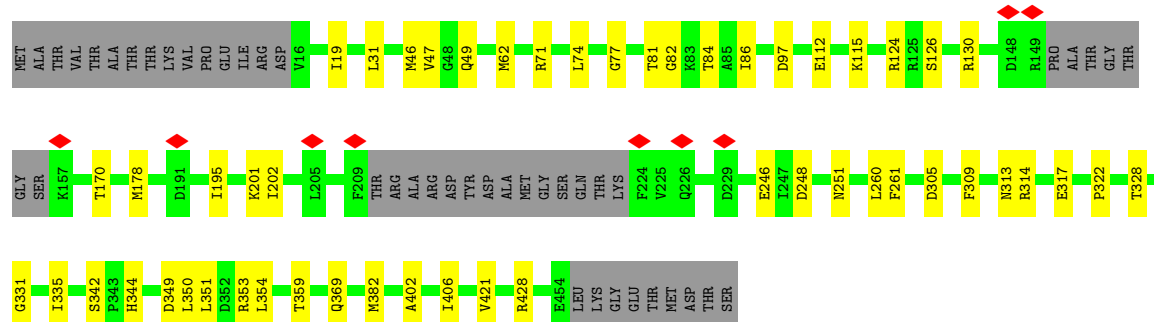 MET ALA THR VAL THR ALA THR THR LYS VAL PRO GLU ILE ARG ASP V16 I19 L31 M46 V47 G48 Q49 M62 R71 L74 G77 T81 G82 K83 T84 A85 I86 D97 E112 K115 R124 R125 S126 R130 D148 R149 PRO ALA THR GLY THR
GLY SER K157 T170 M178 D191 I195 K201 I202 L205 F209 THR ARG ALA ARG ASP TYR ASP ALA MET GLY SER GLN THR LYS F224 V225 Q226 D229 E246 I247 D248 N251 L260 F261 D305 F309 N313 R314 E317 P322 T328
G331 I335 S342 P343 H344 D349 L350 L351 D352 R353 L354 T359 Q369 M382 A402 I406 V421 R428 E454 LEU LYS GLY GLU THR MET ASP THR SER